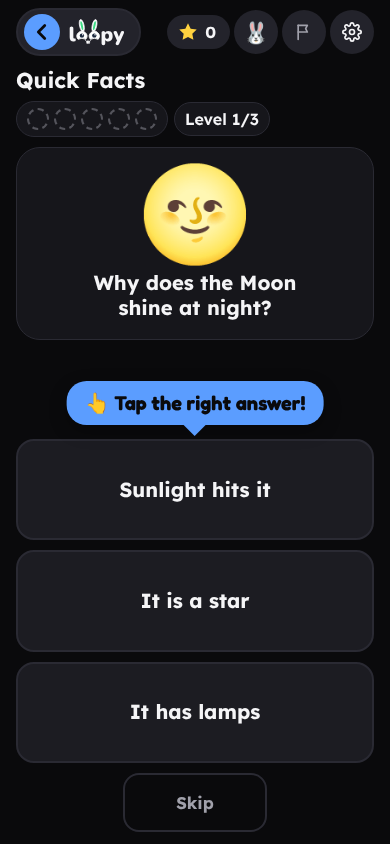 loopy
0
Quick Facts
Level 1/3
Why does the Moon
shine at night?
Tap the right answer!
Sunlight hits it
It is a star
It has lamps
Skip